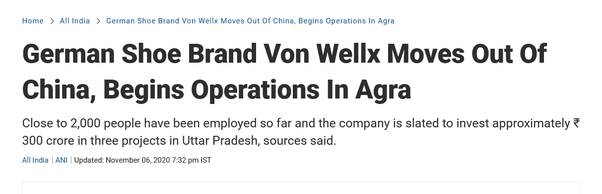 Home > All India > German Shoe Brand Von Wellx Moves Out Of China, Begins Operations In Agra
German Shoe Brand Von Wellx Moves Out Of
China, Begins Operations In Agra
Close to 2,000 people have been employed so far and the company is slated to invest approximately ₹
300 crore in three projects in Uttar Pradesh, sources said.
All India | ANI | Updated: November 06, 2020 7:32 pm IST